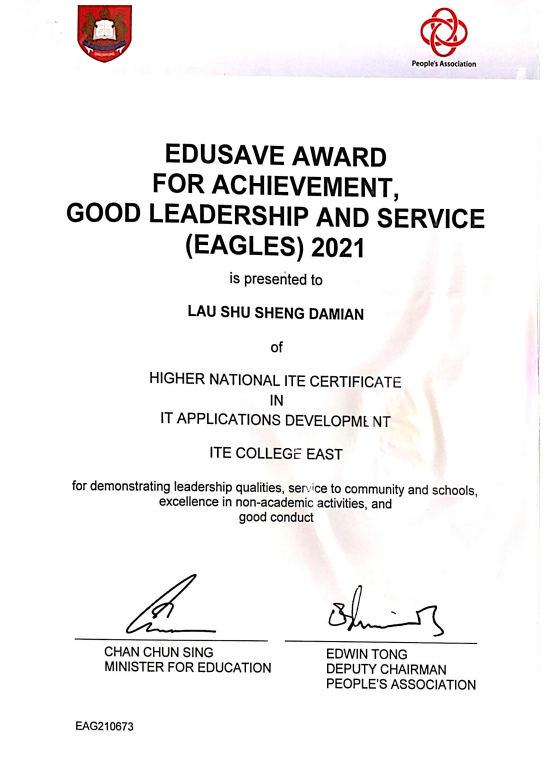 People's Association
EDUSAVE AWARD
FOR ACHIEVEMENT,
GOOD LEADERSHIP AND SERVICE
(EAGLES) 2021
is presented to
LAU SHU SHENG DAMIAN
of
HIGHER NATIONAL ITE CERTIFICATE
IN
IT APPLICATIONS DEVELOPMENT
ITE COLLEGE EAST
for demonstrating leadership qualities, service to community and schools,
excellence in non-academic activities, and
good conduct
CHAN CHUN SING
MINISTER FOR EDUCATION
EDWIN TONG
DEPUTY CHAIRMAN
PEOPLE'S ASSOCIATION
EAG210673